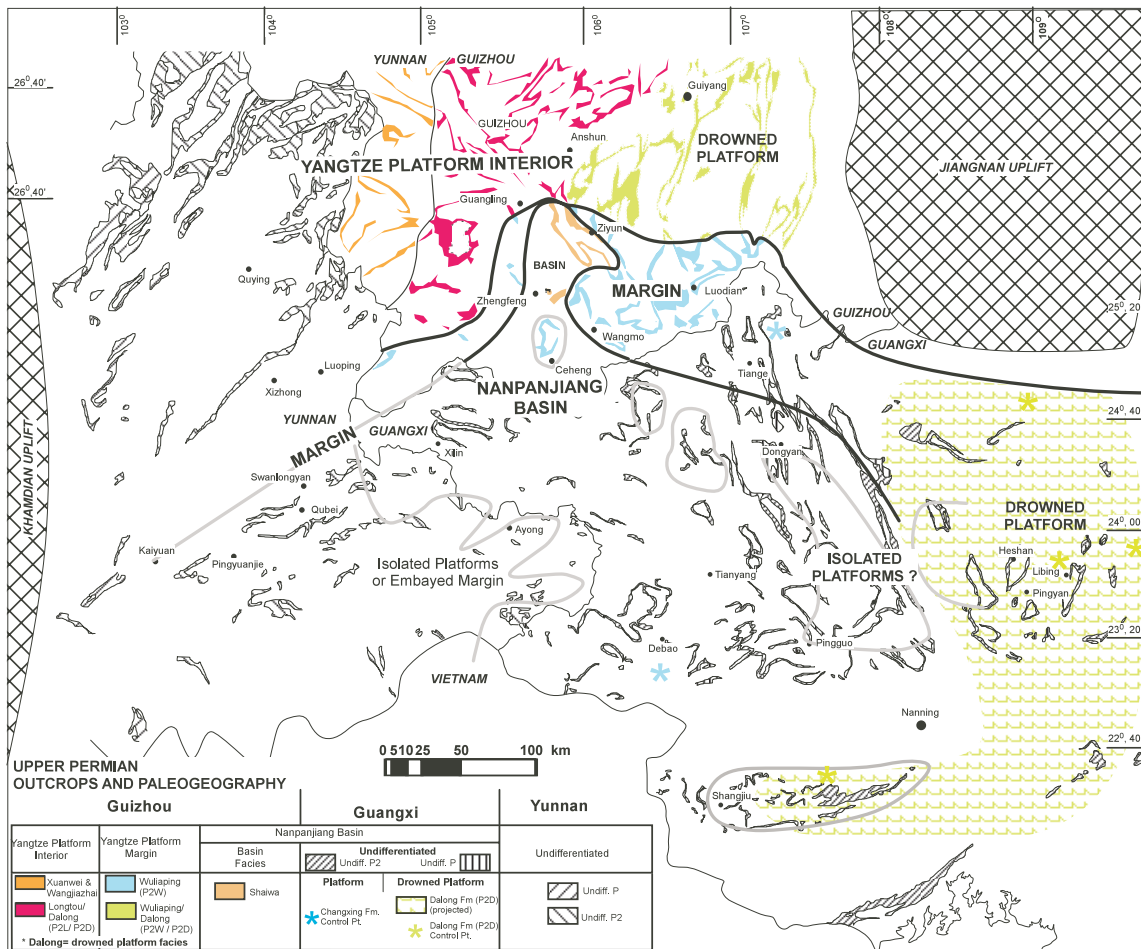 103°
104°
105°
106°
107°
108°
109°
26°, 40'
YUNNAN
GUIZHOU
Guiyang
GUIZHOU
Anshun
DROWNED
PLATFORM
YANGTZE PLATFORM INTERIOR
JIANGNAN UPLIFT
26°, 40'
Guangling
Ziyun
Quying
BASIN
Zhengfeng
MARGIN
Luodian
25°, 20'
GUIZHOU
GUANGXI
Wangmo
Luoping
Ceheng
Tiange
Xizhong
NANPANJIANG
BASIN
YUNNAN
GUANGXI
24°, 40'
MARGIN
Xilin
Dongyan
KHAMDIAN UPLIFT
Swanlongyan
Qubei
DROWNED
PLATFORM
24°, 00'
Ayong
Kaiyuan
Pingyuanjie
Isolated Platforms
or Embayed Margin
ISOLATED
PLATFORMS ?
Heshan
Libing
Tianyang
Pingyan
23°, 20'
Debao
Pingguo
VIETNAM
Nanning
22°, 40'
0 5 10 25 50 100 km
UPPER PERMIAN
OUTCROPS AND PALEOGEOGRAPHY
Shangjiu
Guizhou
Guangxi
Yunnan
Yangtze Platform
Interior
Yangtze Platform
Margin
Nanpanjiang Basin
Basin
Facies
Undifferentiated
Undiff. P2
Undiff. P
Undifferentiated
Xuanwei &
Wangjiazhai
Wuliaping
(P2W)
Shaiwa
Platform
Drowned Platform
Undiff. P
Longtou/
Dalong
(P2L/ P2D)
Wuliaping/
Dalong
(P2W / P2D)
Changxing Fm.
Control Pt.
Dalong Fm (P2D)
(projected)
Dalong Fm (P2D)
Control Pt.
Undiff. P2
* Dalong= drowned platform facies